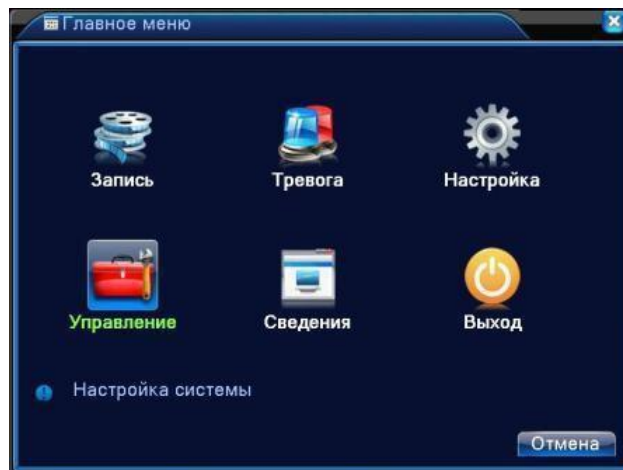 Главное меню
Запись
Тревога
Настройка
Управление
Сведения
Выход
Настройка системы
Отмена